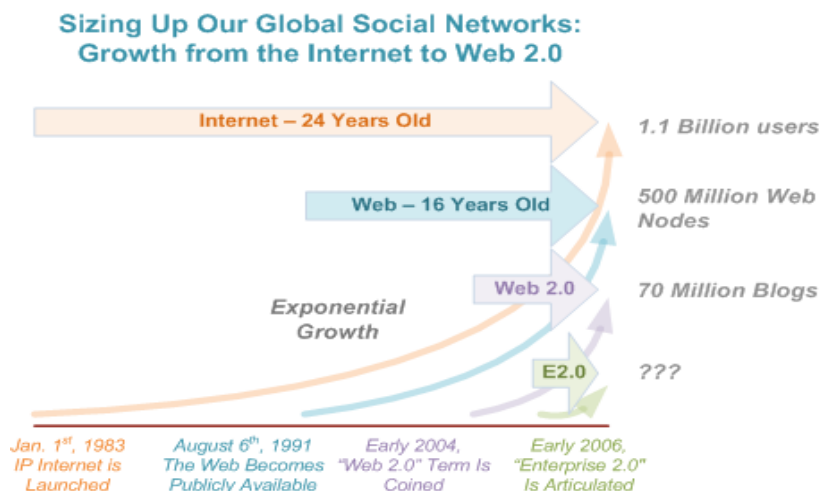 Sizing Up Our Global Social Networks:
Growth from the Internet to Web 2.0
Internet – 24 Years Old
1.1 Billion users
Web – 16 Years Old
500 Million Web
Nodes
Web 2.0
70 Million Blogs
Exponential
Growth
E2.0
???
Jan. 1st, 1983
IP Internet is
Launched
August 6th, 1991
The Web Becomes
Publicly Available
Early 2004,
“Web 2.0” Term Is
Coined
Early 2006,
“Enterprise 2.0”
Is Articulated